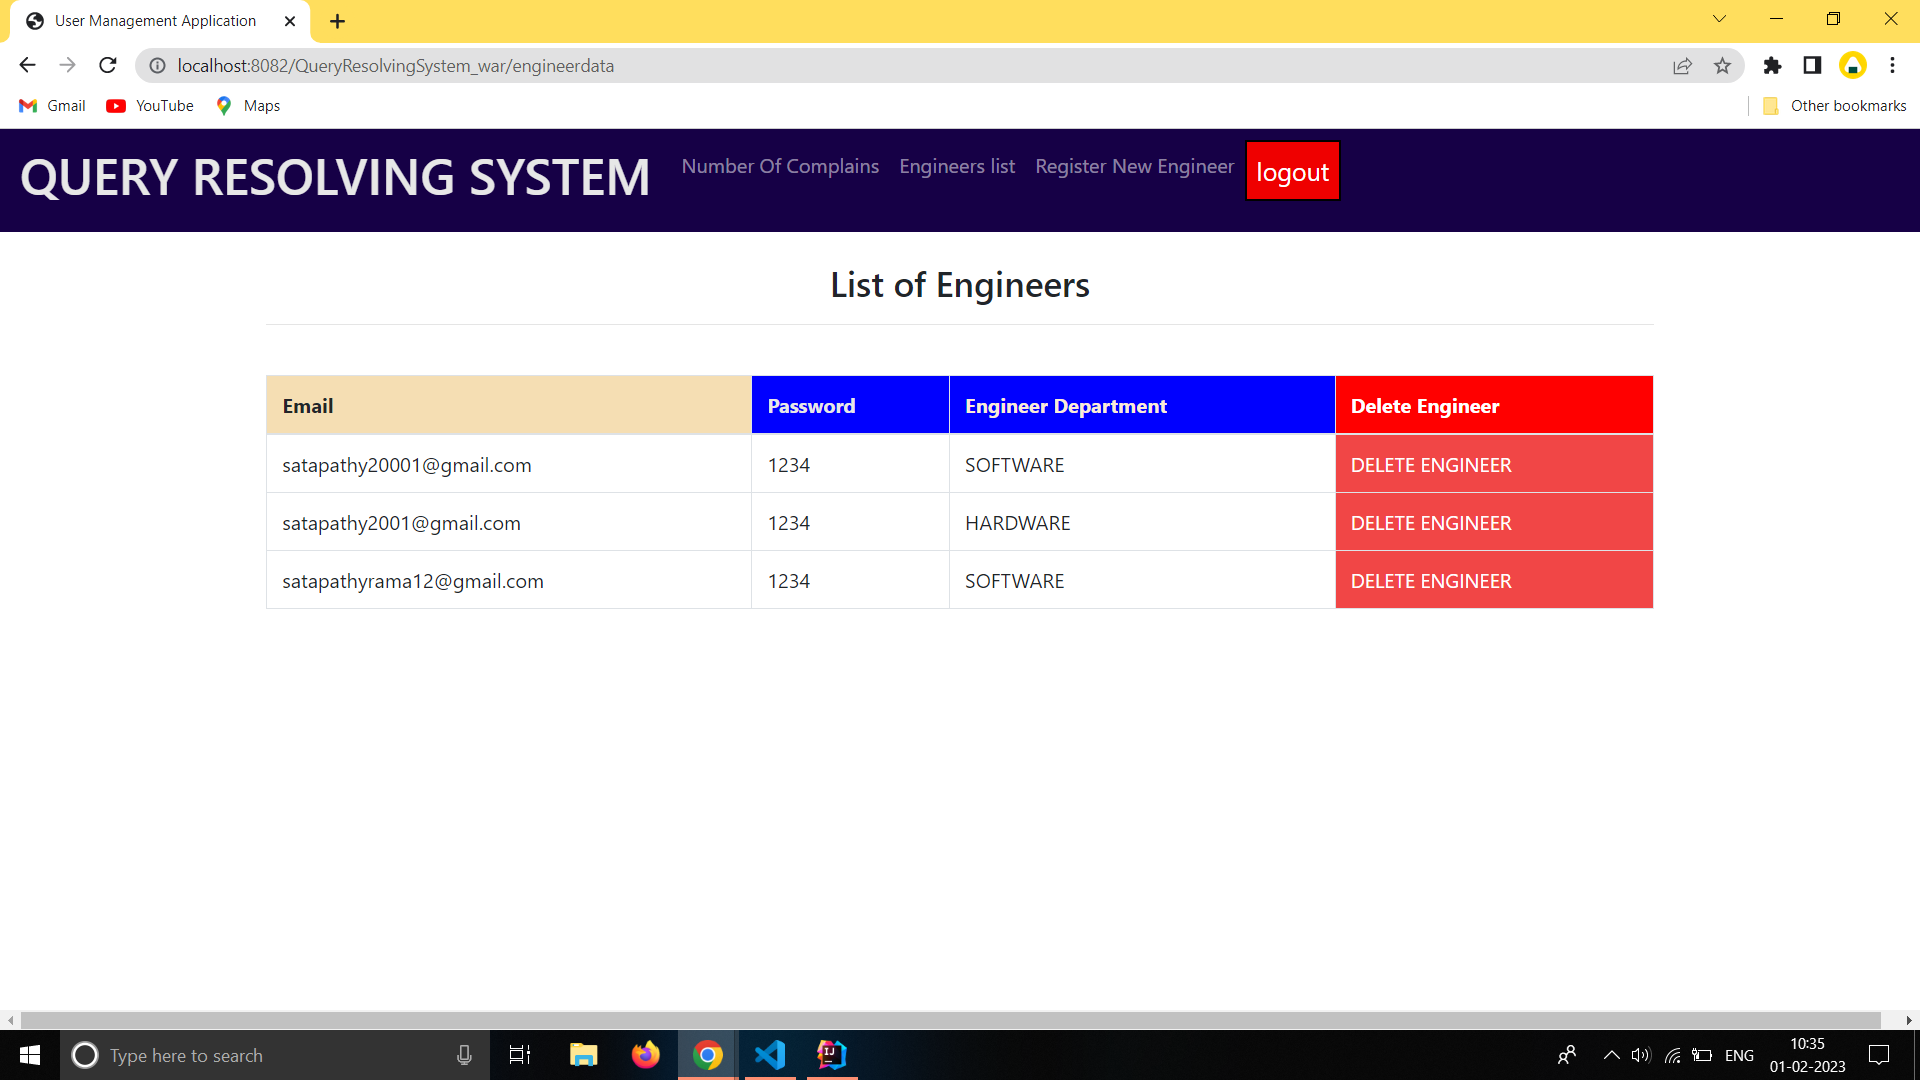 User Management Application
localhost:8082/QueryResolvingSystem_war/engineerdata
Gmail YouTube Maps Other bookmarks
QUERY RESOLVING SYSTEM Number Of Complains Engineers list Register New Engineer logout
List of Engineers
Email Password Engineer Department Delete Engineer
satapathy20001@gmail.com 1234 SOFTWARE DELETE ENGINEER
satapathy2001@gmail.com 1234 HARDWARE DELETE ENGINEER
satapathyrama12@gmail.com 1234 SOFTWARE DELETE ENGINEER
Type here to search ENG 10:35
01-02-2023